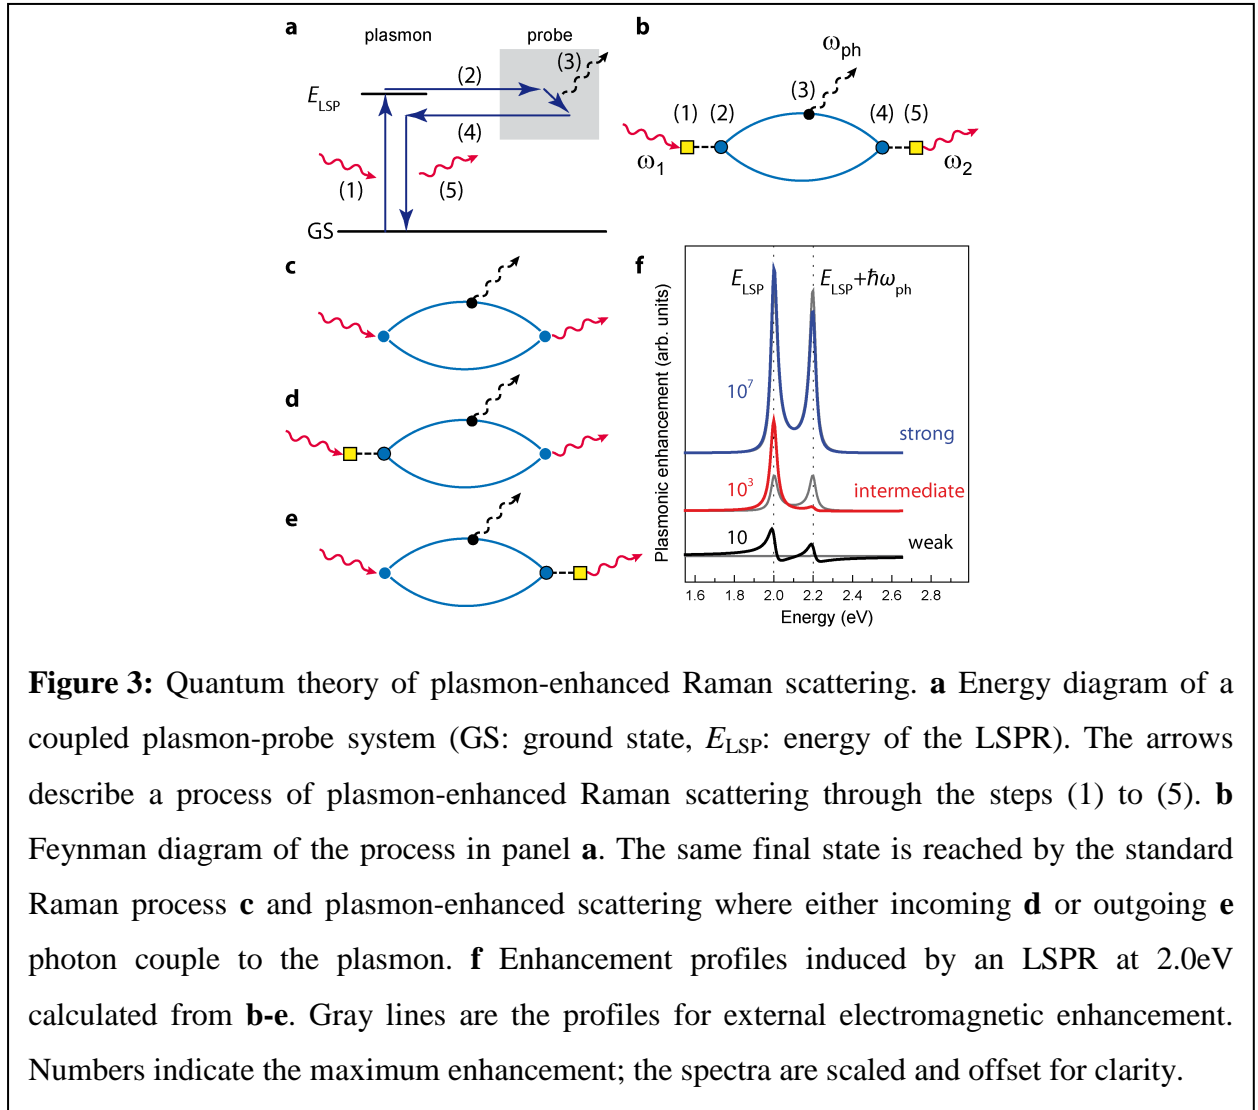 a
plasmon
probe
(2)
(3)
E_LSP
(4)
(1)
(5)
GS
b
ω_ph
(3)
(1) (2) (4) (5)
ω_1 ω_2
c
d
e
f
E_LSP E_LSP+ħω_ph
10^7
strong
10^3
intermediate
10
weak
Plasmonic enhancement (arb. units)
1.6 1.8 2.0 2.2 2.4 2.6 2.8
Energy (eV)
Figure 3: Quantum theory of plasmon-enhanced Raman scattering. a Energy diagram of a
coupled plasmon-probe system (GS: ground state, E_LSP: energy of the LSPR). The arrows
describe a process of plasmon-enhanced Raman scattering through the steps (1) to (5). b
Feynman diagram of the process in panel a. The same final state is reached by the standard
Raman process c and plasmon-enhanced scattering where either incoming d or outgoing e
photon couple to the plasmon. f Enhancement profiles induced by an LSPR at 2.0eV
calculated from b-e. Gray lines are the profiles for external electromagnetic enhancement.
Numbers indicate the maximum enhancement; the spectra are scaled and offset for clarity.